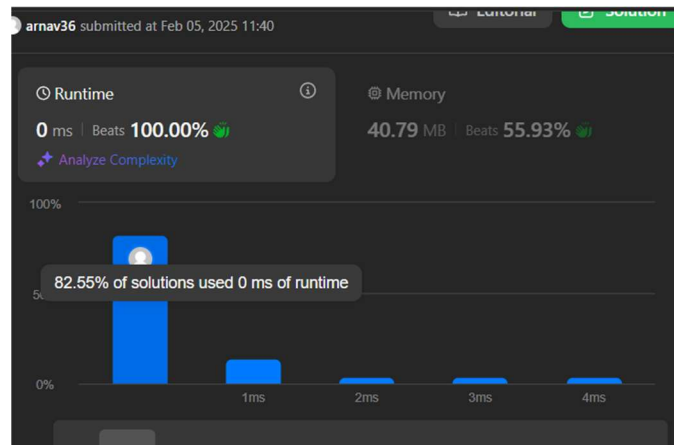 arnav36 submitted at Feb 05, 2025 11:40
Editorial
Solution
Runtime
0 ms | Beats 100.00%
Analyze Complexity
Memory
40.79 MB | Beats 55.93%
100%
82.55% of solutions used 0 ms of runtime
0%
1ms 2ms 3ms 4ms